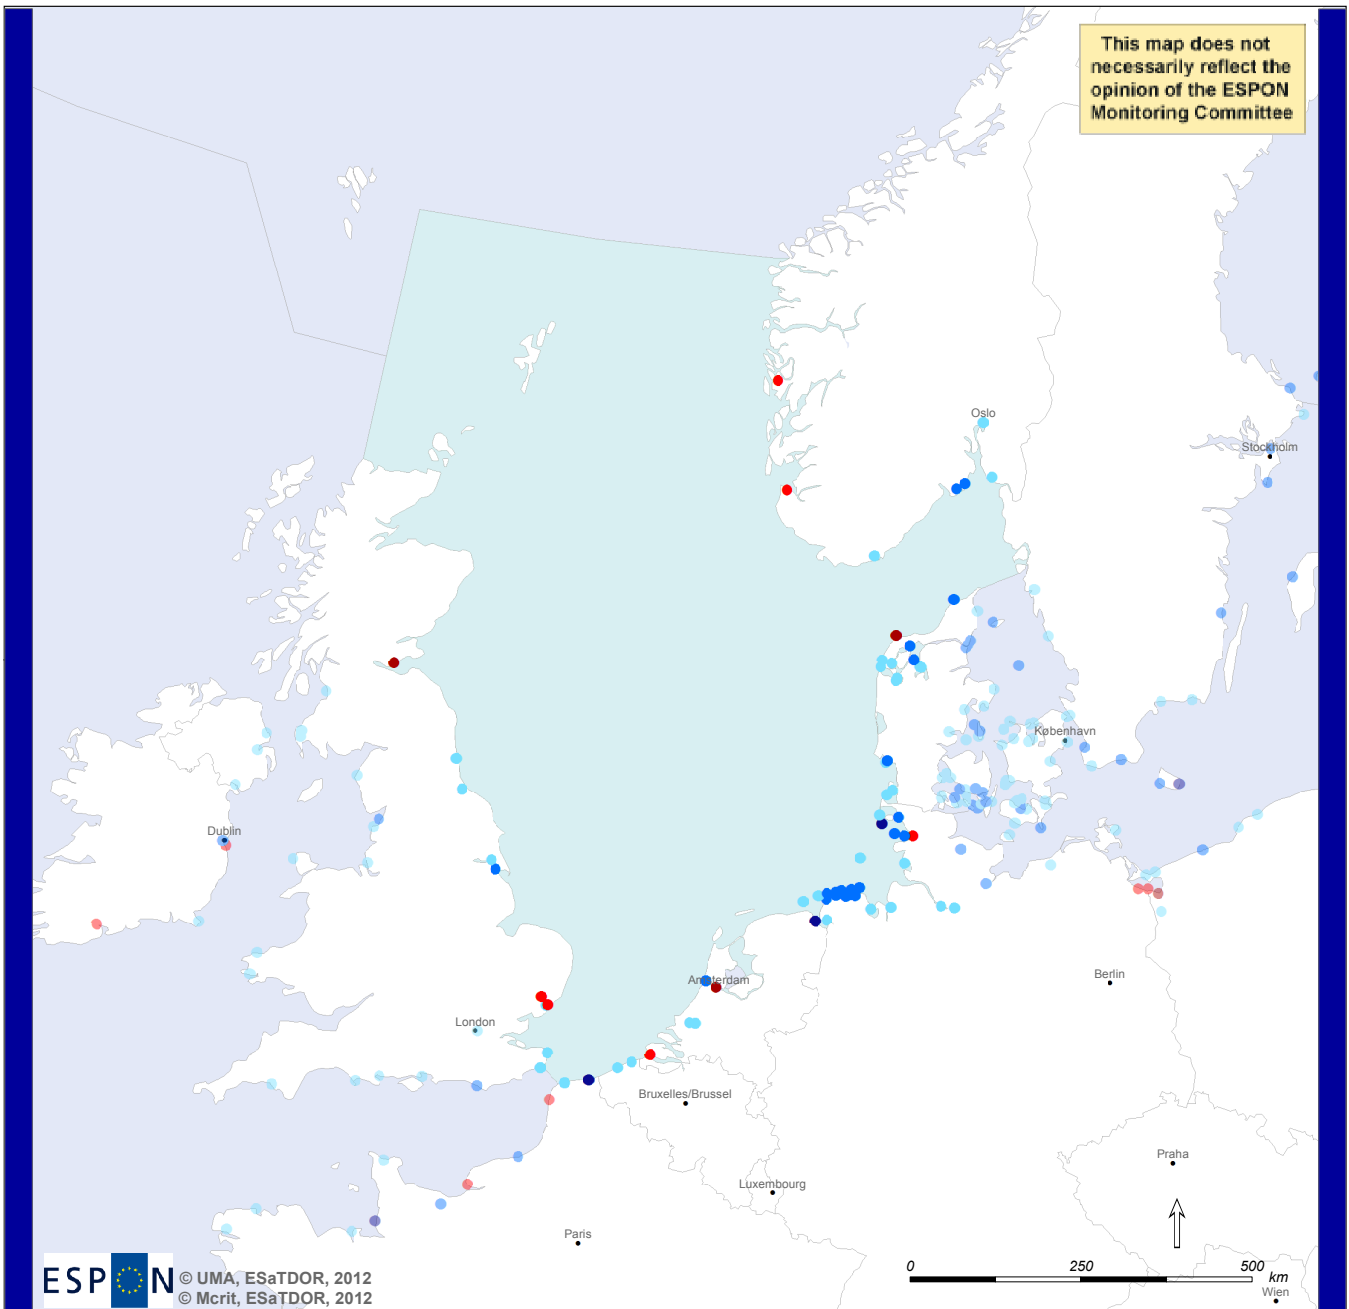 This map does not
necessarily reflect the
opinion of the ESPON
Monitoring Committee
Oslo
Stockholm
København
Dublin
Amsterdam
Berlin
London
Bruxelles/Brussel
Praha
Luxembourg
Paris
0 250 500
km
Wien
ESPON
© UMA, ESaTDOR, 2012
© Mcrit, ESaTDOR, 2012